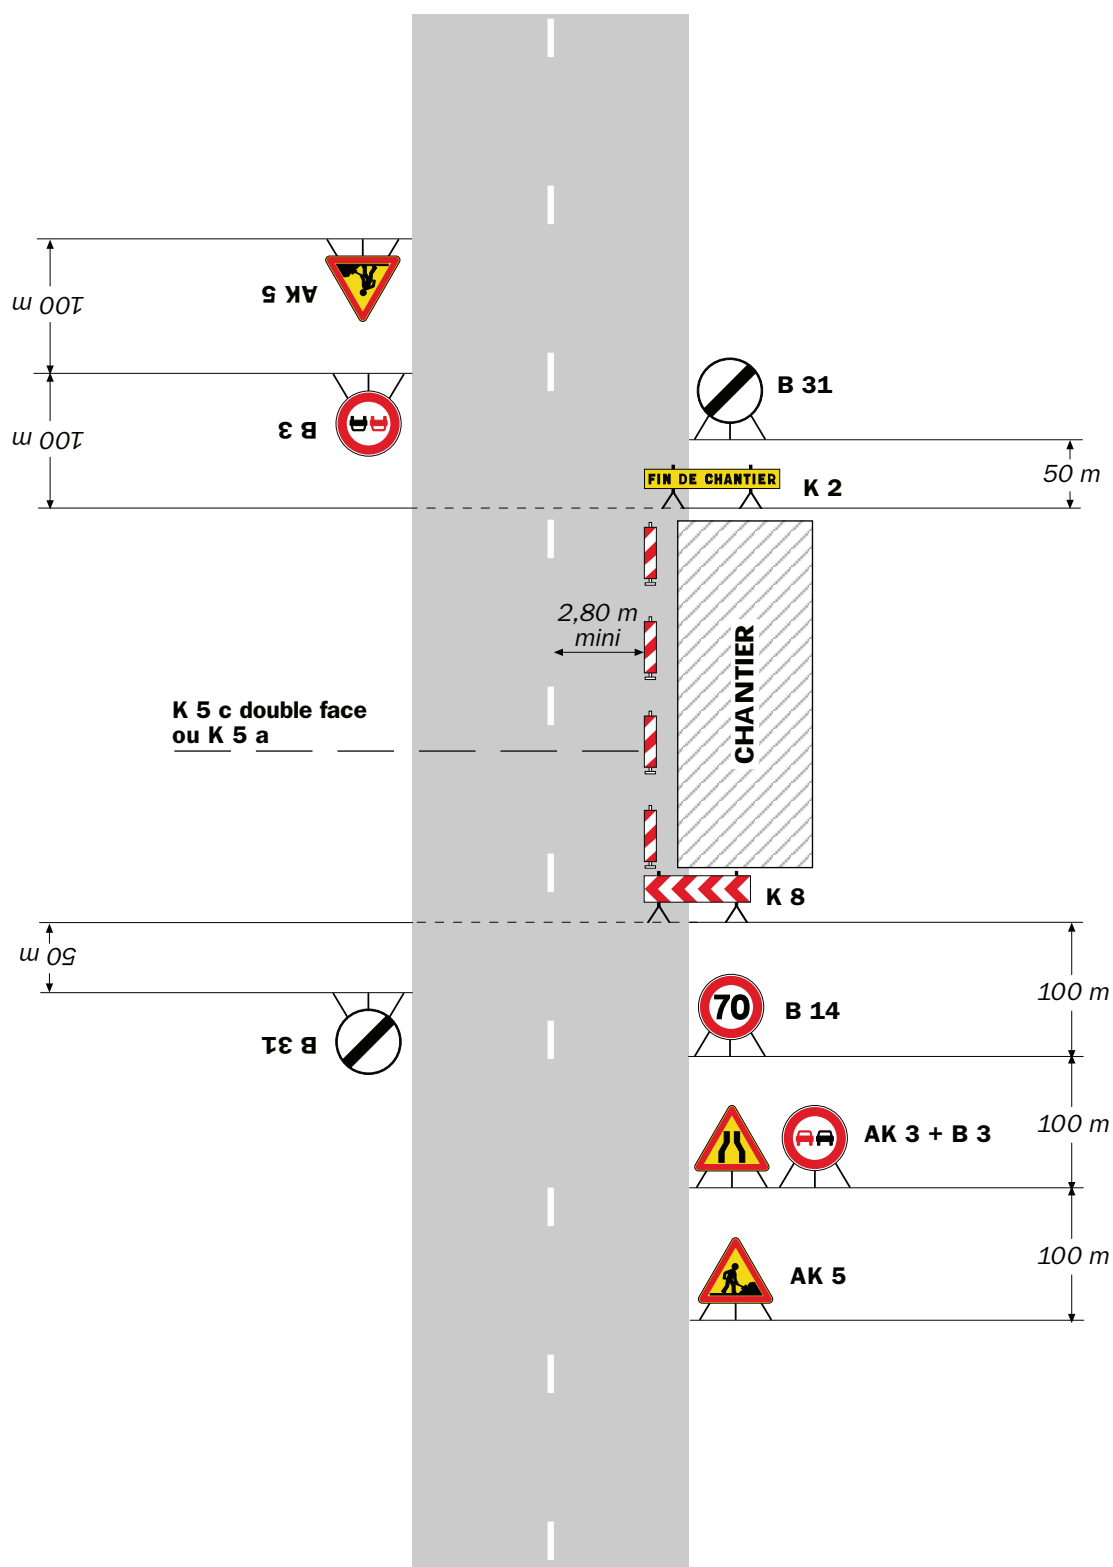 100 m
AK 5
100 m
B 3
B 31
50 m
FIN DE CHANTIER
K 2
2,80 m
mini
CHANTIER
K 5 c double face
ou K 5 a
K 8
50 m
B 31
70
B 14
100 m
AK 3 + B 3
100 m
AK 5
100 m